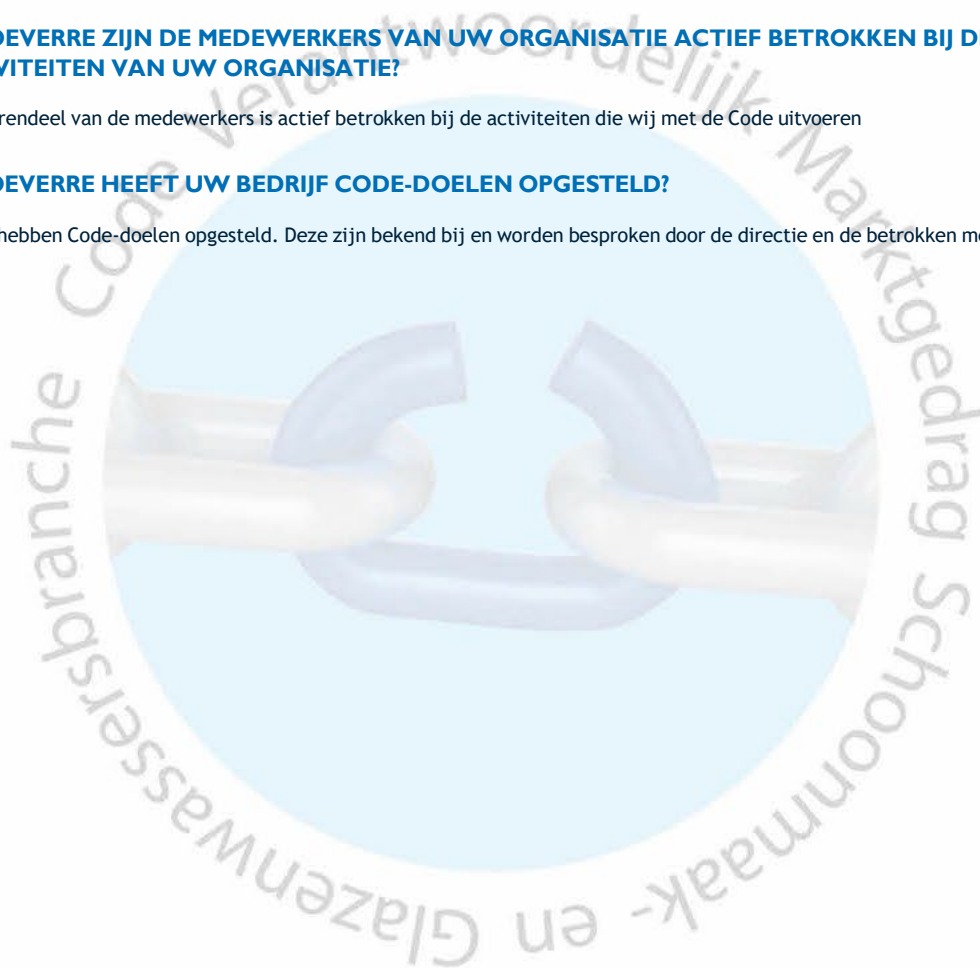 OEVERRE ZIJN DE MEDEWERKERS VAN UW ORGANISATIE ACTIEF BETROKKEN BIJ D
VITEITEN VAN UW ORGANISATIE?
rendeel van de medewerkers is actief betrokken bij de activiteiten die wij met de Code uitvoeren
OEVERRE HEEFT UW BEDRIJF CODE-DOELEN OPGESTELD?
hebben Code-doelen opgesteld. Deze zijn bekend bij en worden besproken door de directie en de betrokken me
Code Verantwoordelijk Marktgedrag Schoonmaak- en Glazenwassersbranche